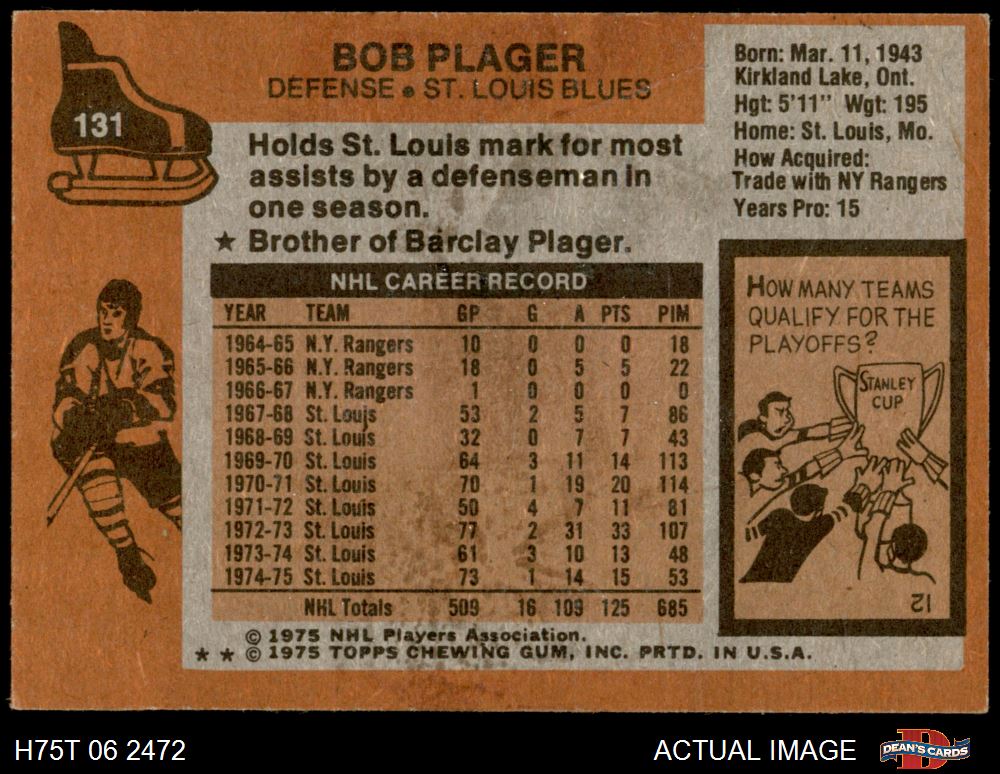 131
BOB PLAGER
DEFENSE • ST. LOUIS BLUES
Born: Mar. 11, 1943
Kirkland Lake, Ont.
Hgt: 5'11" Wgt: 195
Home: St. Louis, Mo.
How Acquired:
Trade with NY Rangers
Years Pro: 15
Holds St. Louis mark for most
assists by a defenseman in
one season.
★ Brother of Barclay Plager.
NHL CAREER RECORD
YEAR TEAM GP G A PTS PIM
1964-65 N.Y. Rangers 10 0 0 0 18
1965-66 N.Y. Rangers 18 0 5 5 22
1966-67 N.Y. Rangers 1 0 0 0 0
1967-68 St. Louis 53 2 5 7 86
1968-69 St. Louis 32 0 7 7 43
1969-70 St. Louis 64 3 11 14 113
1970-71 St. Louis 70 1 19 20 114
1971-72 St. Louis 50 4 7 11 81
1972-73 St. Louis 77 2 31 33 107
1973-74 St. Louis 61 3 10 13 48
1974-75 St. Louis 73 1 14 15 53
NHL Totals 509 16 109 125 685
© 1975 NHL Players Association.
★ ★ © 1975 TOPPS CHEWING GUM, INC. PRTD. IN U.S.A.
HOW MANY TEAMS
QUALIFY FOR THE
PLAYOFFS?
STANLEY
CUP
12
H75T 06 2472
ACTUAL IMAGE
DEAN'S CARDS